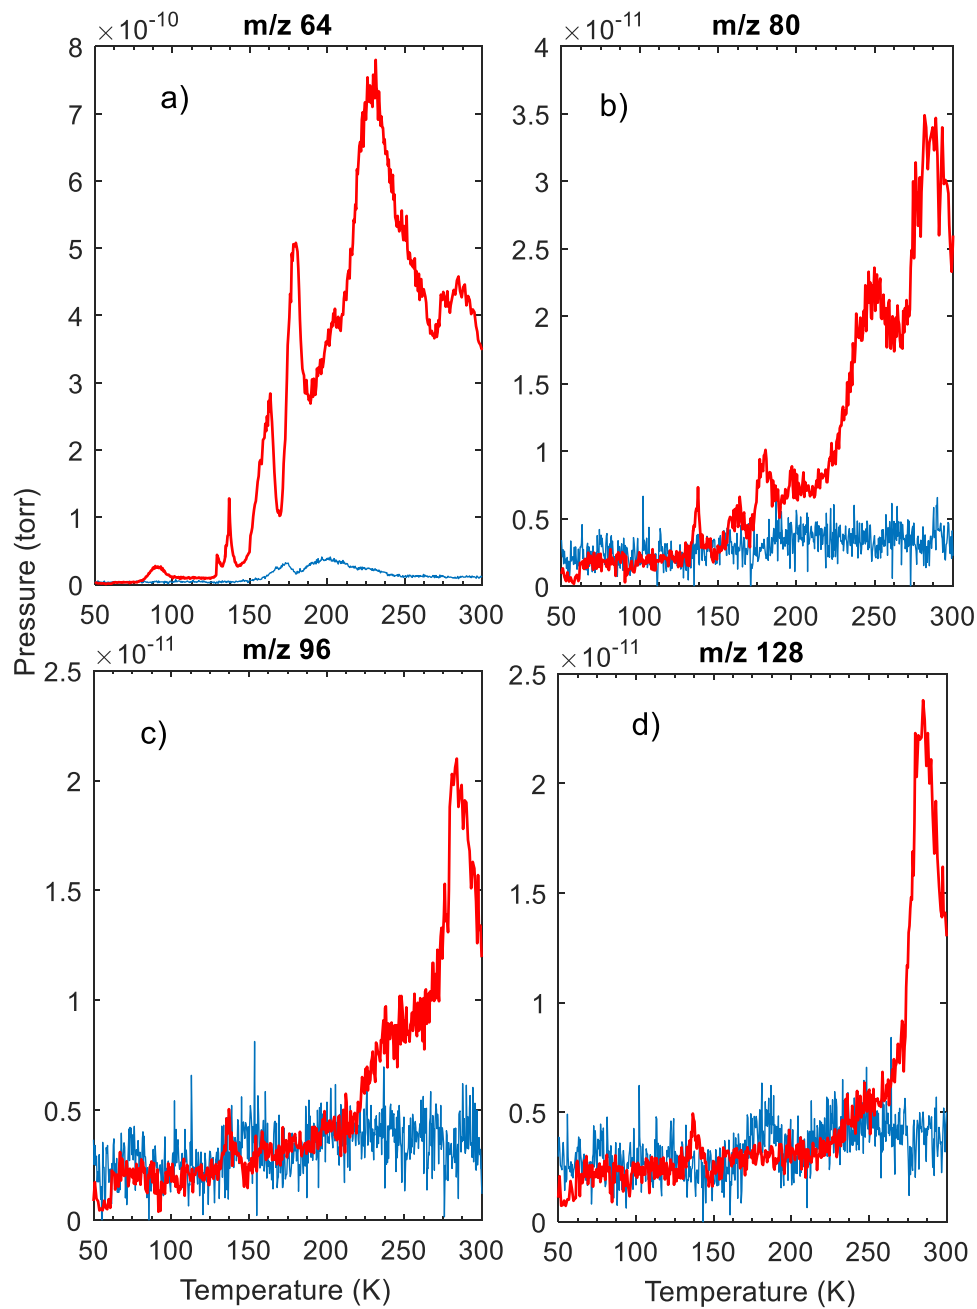 ×10⁻¹⁰ m/z 64
a)
8
7
6
5
4
3
2
1
0
50 100 150 200 250 300
×10⁻¹¹ m/z 80
b)
4
3.5
3
2.5
2
1.5
1
0.5
0
50 100 150 200 250 300
Pressure (torr)
×10⁻¹¹ m/z 96
c)
2.5
2
1.5
1
0.5
0
50 100 150 200 250 300
Temperature (K)
×10⁻¹¹ m/z 128
d)
2.5
2
1.5
1
0.5
0
50 100 150 200 250 300
Temperature (K)